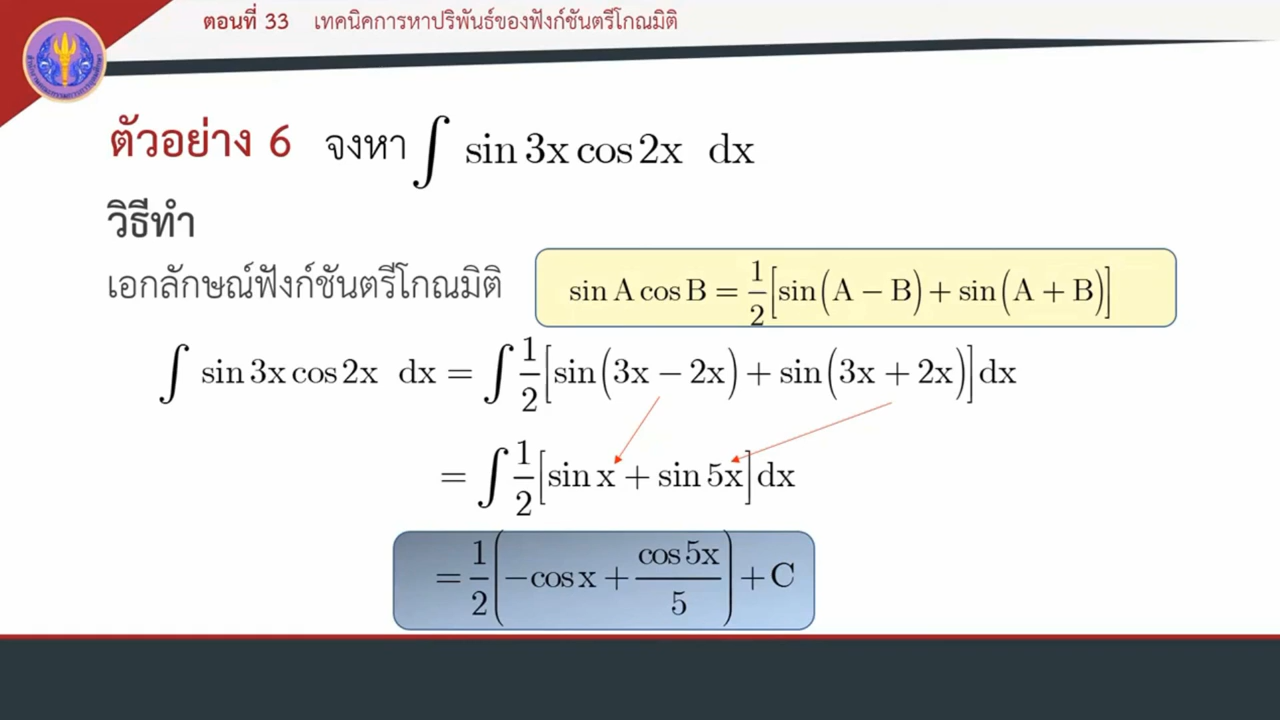 ตอนที่ 33 เทคนิคการหาปริพันธ์ของฟังก์ชันตรีโกณมิติ
ตัวอย่าง 6 จงหา ∫ sin 3x cos 2x dx
วิธีทำ
เอกลักษณ์ฟังก์ชันตรีโกณมิติ sin A cos B = 1/2 [sin(A − B) + sin(A + B)]
∫ sin 3x cos 2x dx = ∫ 1/2 [sin(3x − 2x) + sin(3x + 2x)] dx
= ∫ 1/2 [sin x + sin 5x] dx
= 1/2 (−cos x + cos 5x / 5) + C